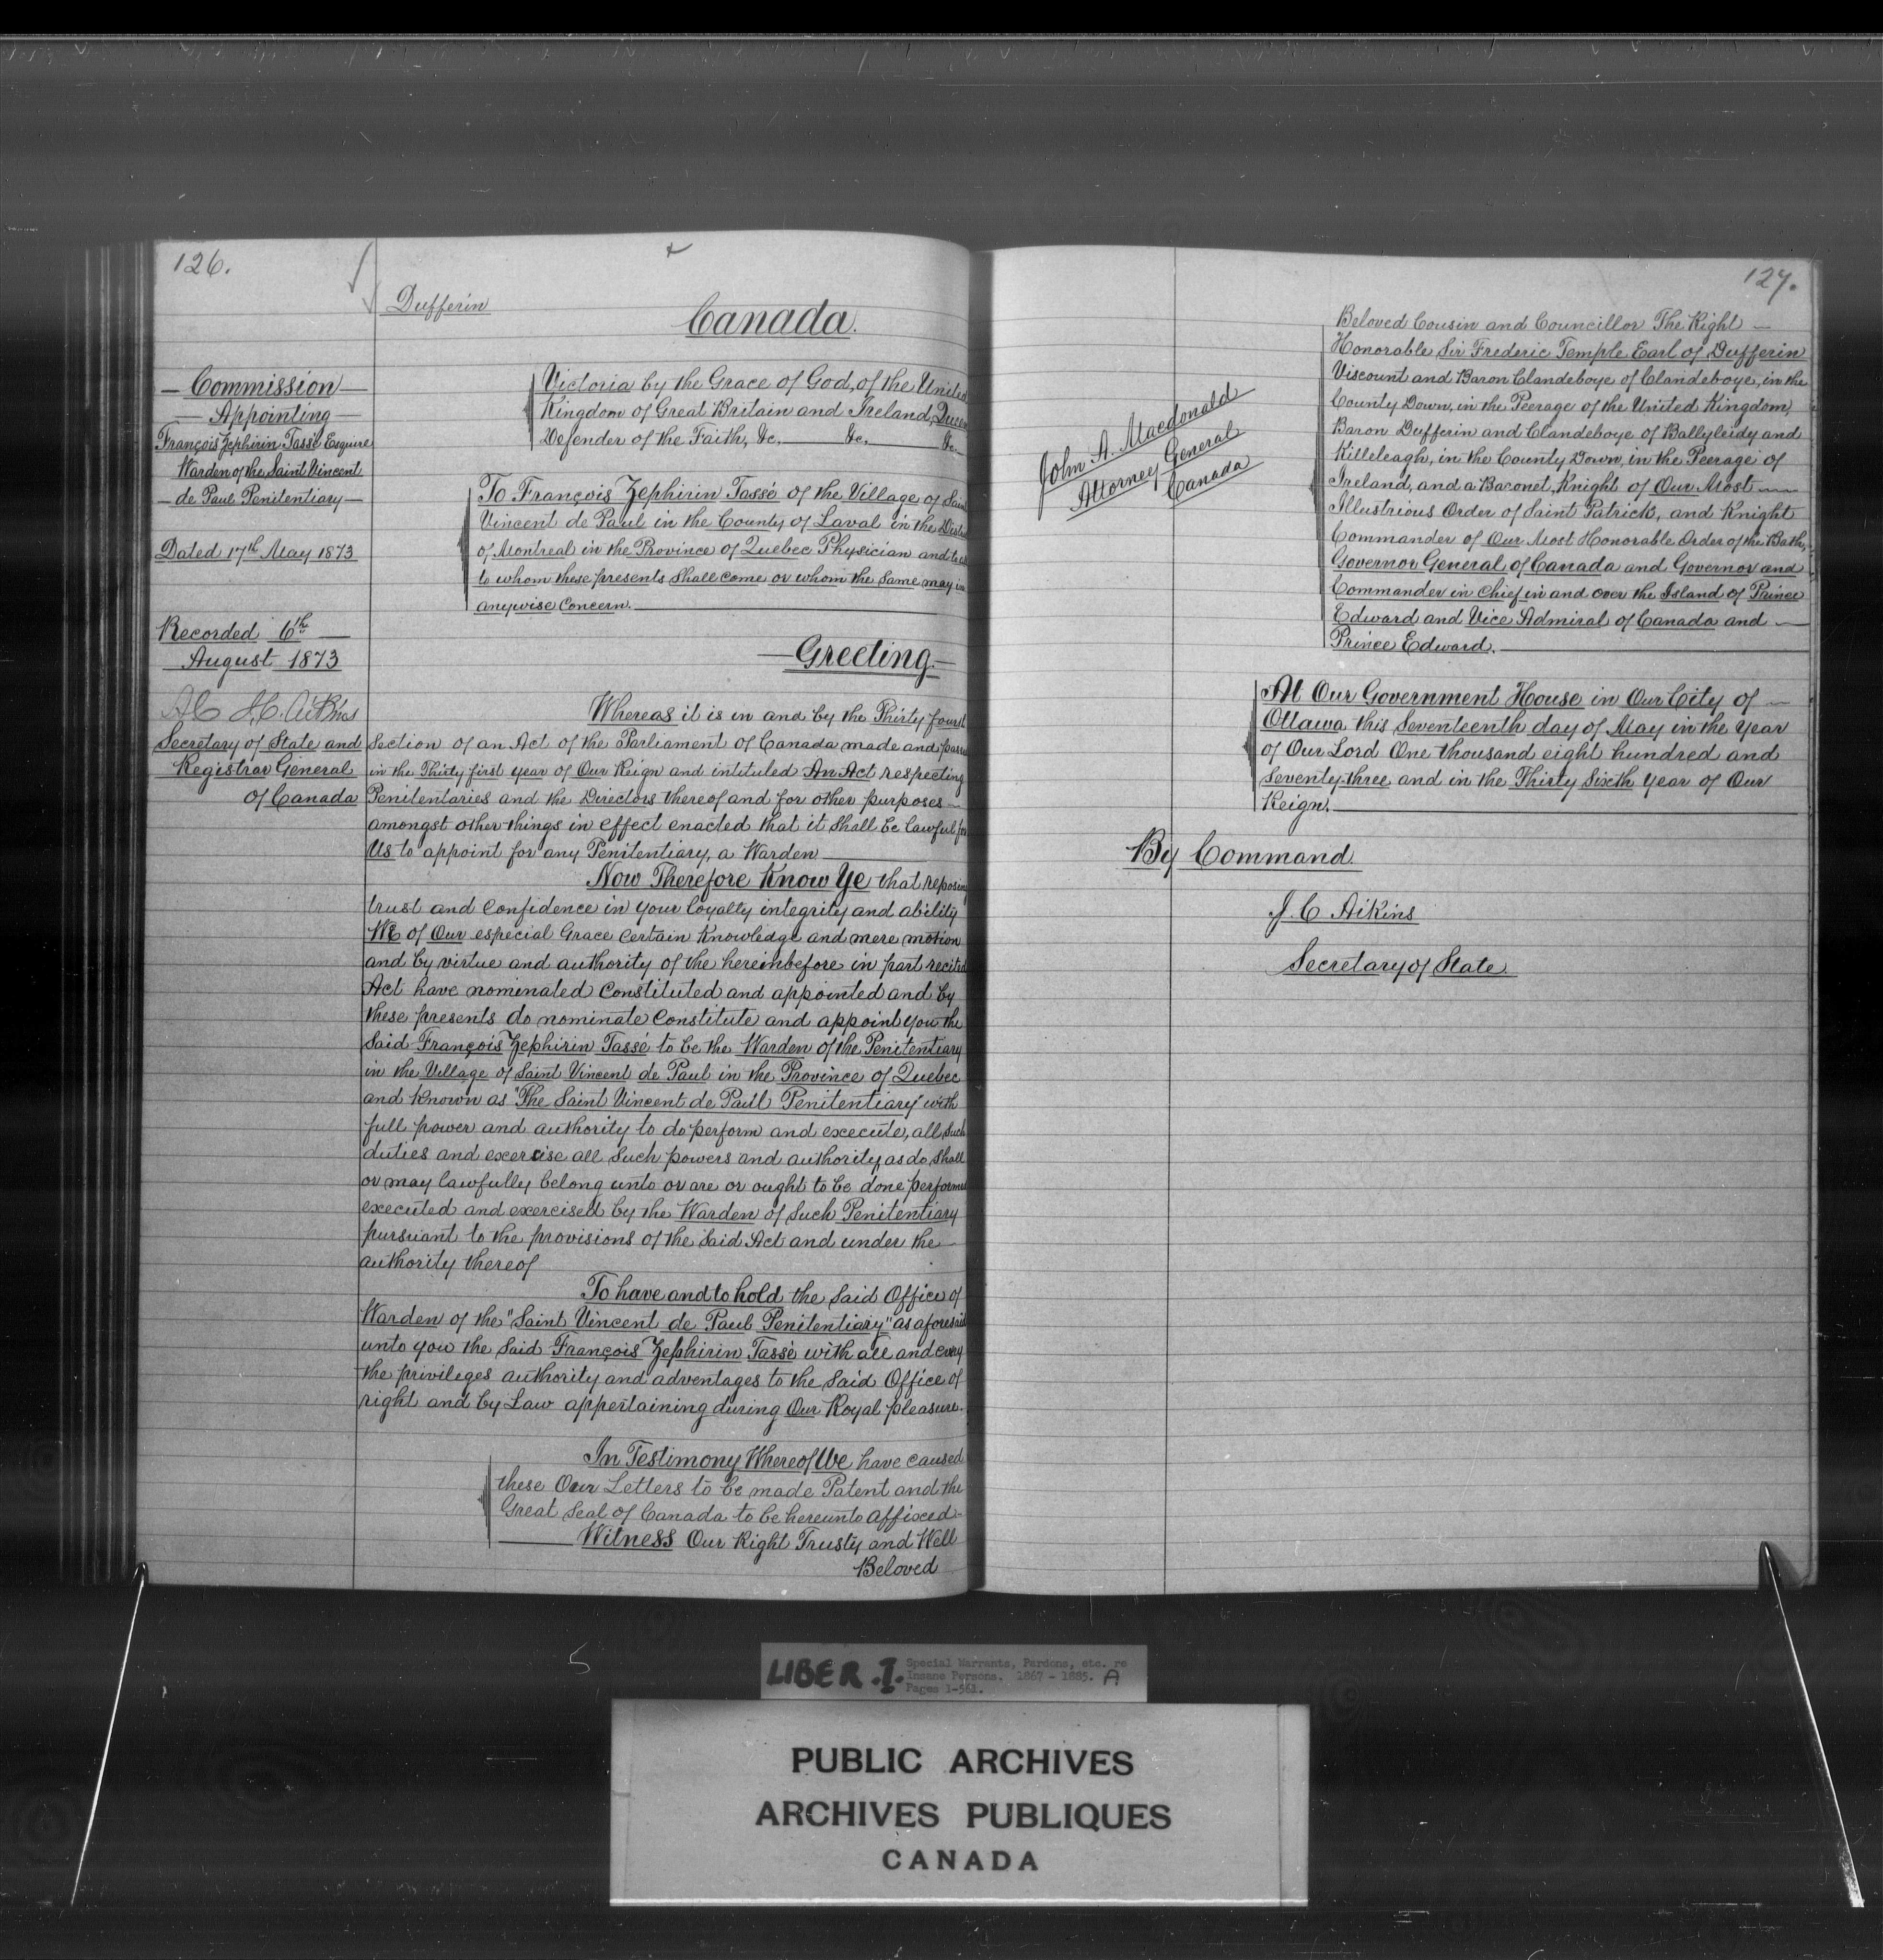 126.
Dufferin
Canada.
Commission
Appointing
François Zephirin Tassé Esquire
Warden of the Saint Vincent
de Paul Penitentiary
Dated 17th May 1873
Recorded 6th
August 1873
J.C. Aikins
Secretary of State and
Registrar General
of Canada
Victoria by the Grace of God, of the United
Kingdom of Great Britain and Ireland, Queen
Defender of the Faith, &c. &c. &c.
To François Zephirin Tassé of the Village of Saint
Vincent de Paul in the County of Laval in the
of Montreal in the Province of Quebec Physician and
to whom these presents shall come or whom the same may in
anywise concern.
Greeting.
Whereas it is in and by the Thirty fourth
Section of an Act of the Parliament of Canada made and passed
in the Thirty first year of Our Reign and intituled An Act respecting
Penitentaries and the Directors thereof and for other purposes
amongst other things in effect enacted that it shall be lawful for
Us to appoint for any Penitentiary, a Warden
Now Therefore Know Ye that reposing
trust and confidence in your loyalty integrity and ability
We of Our especial Grace certain Knowledge and mere motion
and by virtue and authority of the hereinbefore in part recited
Act have nominated constituted and appointed and by
these presents do nominate constitute and appoint you the
said François Zephirin Tassé to be the Warden of the Penitentiary
in the Village of Saint Vincent de Paul in the Province of Quebec
and known as "The Saint Vincent de Paul Penitentiary" with
full power and authority to do perform and execute, all such
duties and exercise all such powers and authority as do, shall
or may lawfully belong unto or are or ought to be done performed
executed and exercised by the Warden of such Penitentiary
pursuant to the provisions of the said Act and under the
authority thereof
To have and to hold the said Office of
Warden of the "Saint Vincent de Paul Penitentiary" as aforesaid
unto you the said François Zephirin Tassé with all and every
the privileges authority and adventages to the said Office of
right and by Law appertaining during Our Royal pleasure.
In Testimony Whereof We have caused
these Our Letters to be made Patent and the
Great Seal of Canada to be hereunto affixed
Witness Our Right Trusty and Well
Beloved
127.
John A. Macdonald
Attorney General
Canada
Beloved Cousin and Councillor The Right
Honorable Sir Frederic Temple Earl of Dufferin
Viscount and Baron Clandeboye of Clandeboye, in the
County Down, in the Peerage of the United Kingdom,
Baron Dufferin and Clandeboye of Ballyleidy and
Killeleagh, in the County Down, in the Peerage of
Ireland, and a Baronet, Knight of Our Most
Illustrious Order of Saint Patrick, and Knight
Commander of Our Most Honorable Order of the Bath,
Governor General of Canada and Governor and
Commander in Chief in and over the Island of Prince
Edward and Vice Admiral of Canada and
Prince Edward.
At Our Government House in Our City of
Ottawa this Seventeenth day of May in the year
of Our Lord One thousand eight hundred and
seventy-three and in the Thirty Sixth year of Our
Reign.
By Command
J.C Aikins
Secretary of State.
5
LIBER .I. Special Warrants, Pardons, etc. re
Insane Persons. 1867 - 1885. A
Pages 1-561.
PUBLIC ARCHIVES
ARCHIVES PUBLIQUES
CANADA